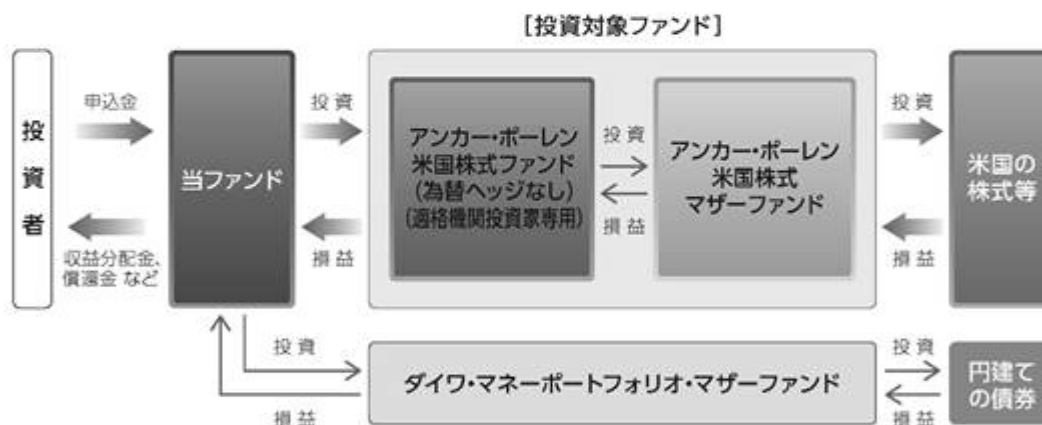 [投資対象ファンド]
投資者
申込金
収益分配金、
償還金 など
当ファンド
投資
損益
アンカー・ポーレン
米国株式ファンド
(為替ヘッジなし)
(適格機関投資家専用)
投資
損益
アンカー・ポーレン
米国株式
マザーファンド
投資
損益
米国の
株式等
投資
損益
ダイワ・マネーポートフォリオ・マザーファンド
投資
損益
円建て
の債券